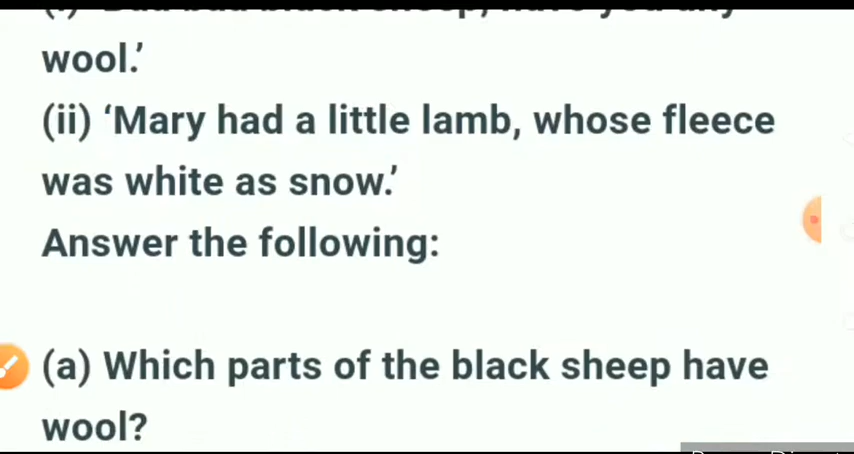 wool.’
(ii) ‘Mary had a little lamb, whose fleece
was white as snow.’
Answer the following:
(a) Which parts of the black sheep have
wool?